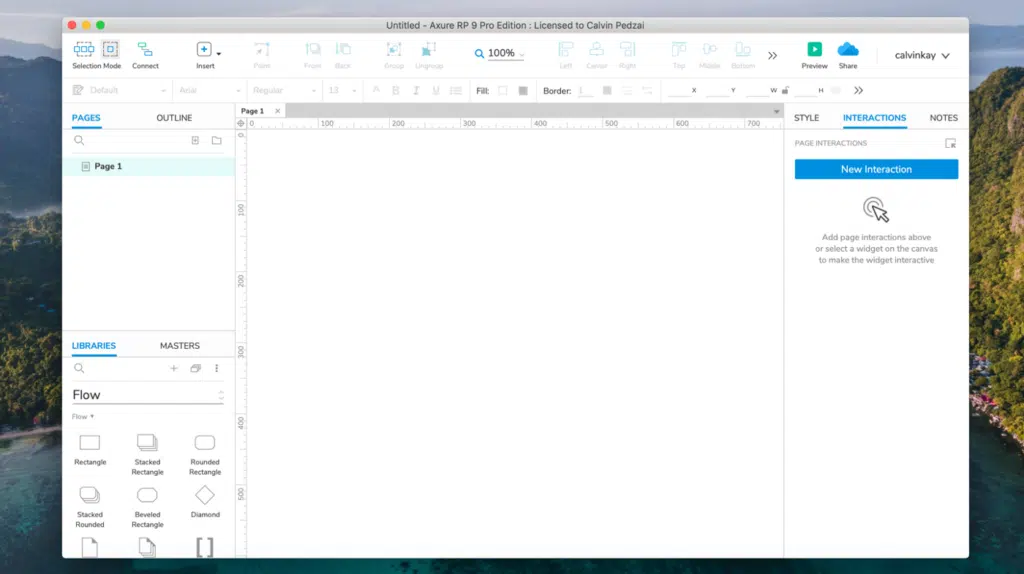 Untitled - Axure RP 9 Pro Edition : Licensed to Calvin Pedzai
Selection Mode Connect Insert Point Front Back Group Ungroup 100% Left Center Right Top Middle Bottom Preview Share calvinkay
Default Arial Regular 13 A B I U Fill: Border: 1 X Y W H
PAGES OUTLINE Page 1 STYLE INTERACTIONS NOTES
0 100 200 300 400 500 600 700
0
PAGE INTERACTIONS
Page 1 New Interaction
100
Add page interactions above
or select a widget on the canvas
to make the widget interactive
200
LIBRARIES MASTERS
300
Flow
Flow
400
Rectangle Stacked Rectangle Rounded Rectangle
500
Stacked Rounded Beveled Rectangle Diamond